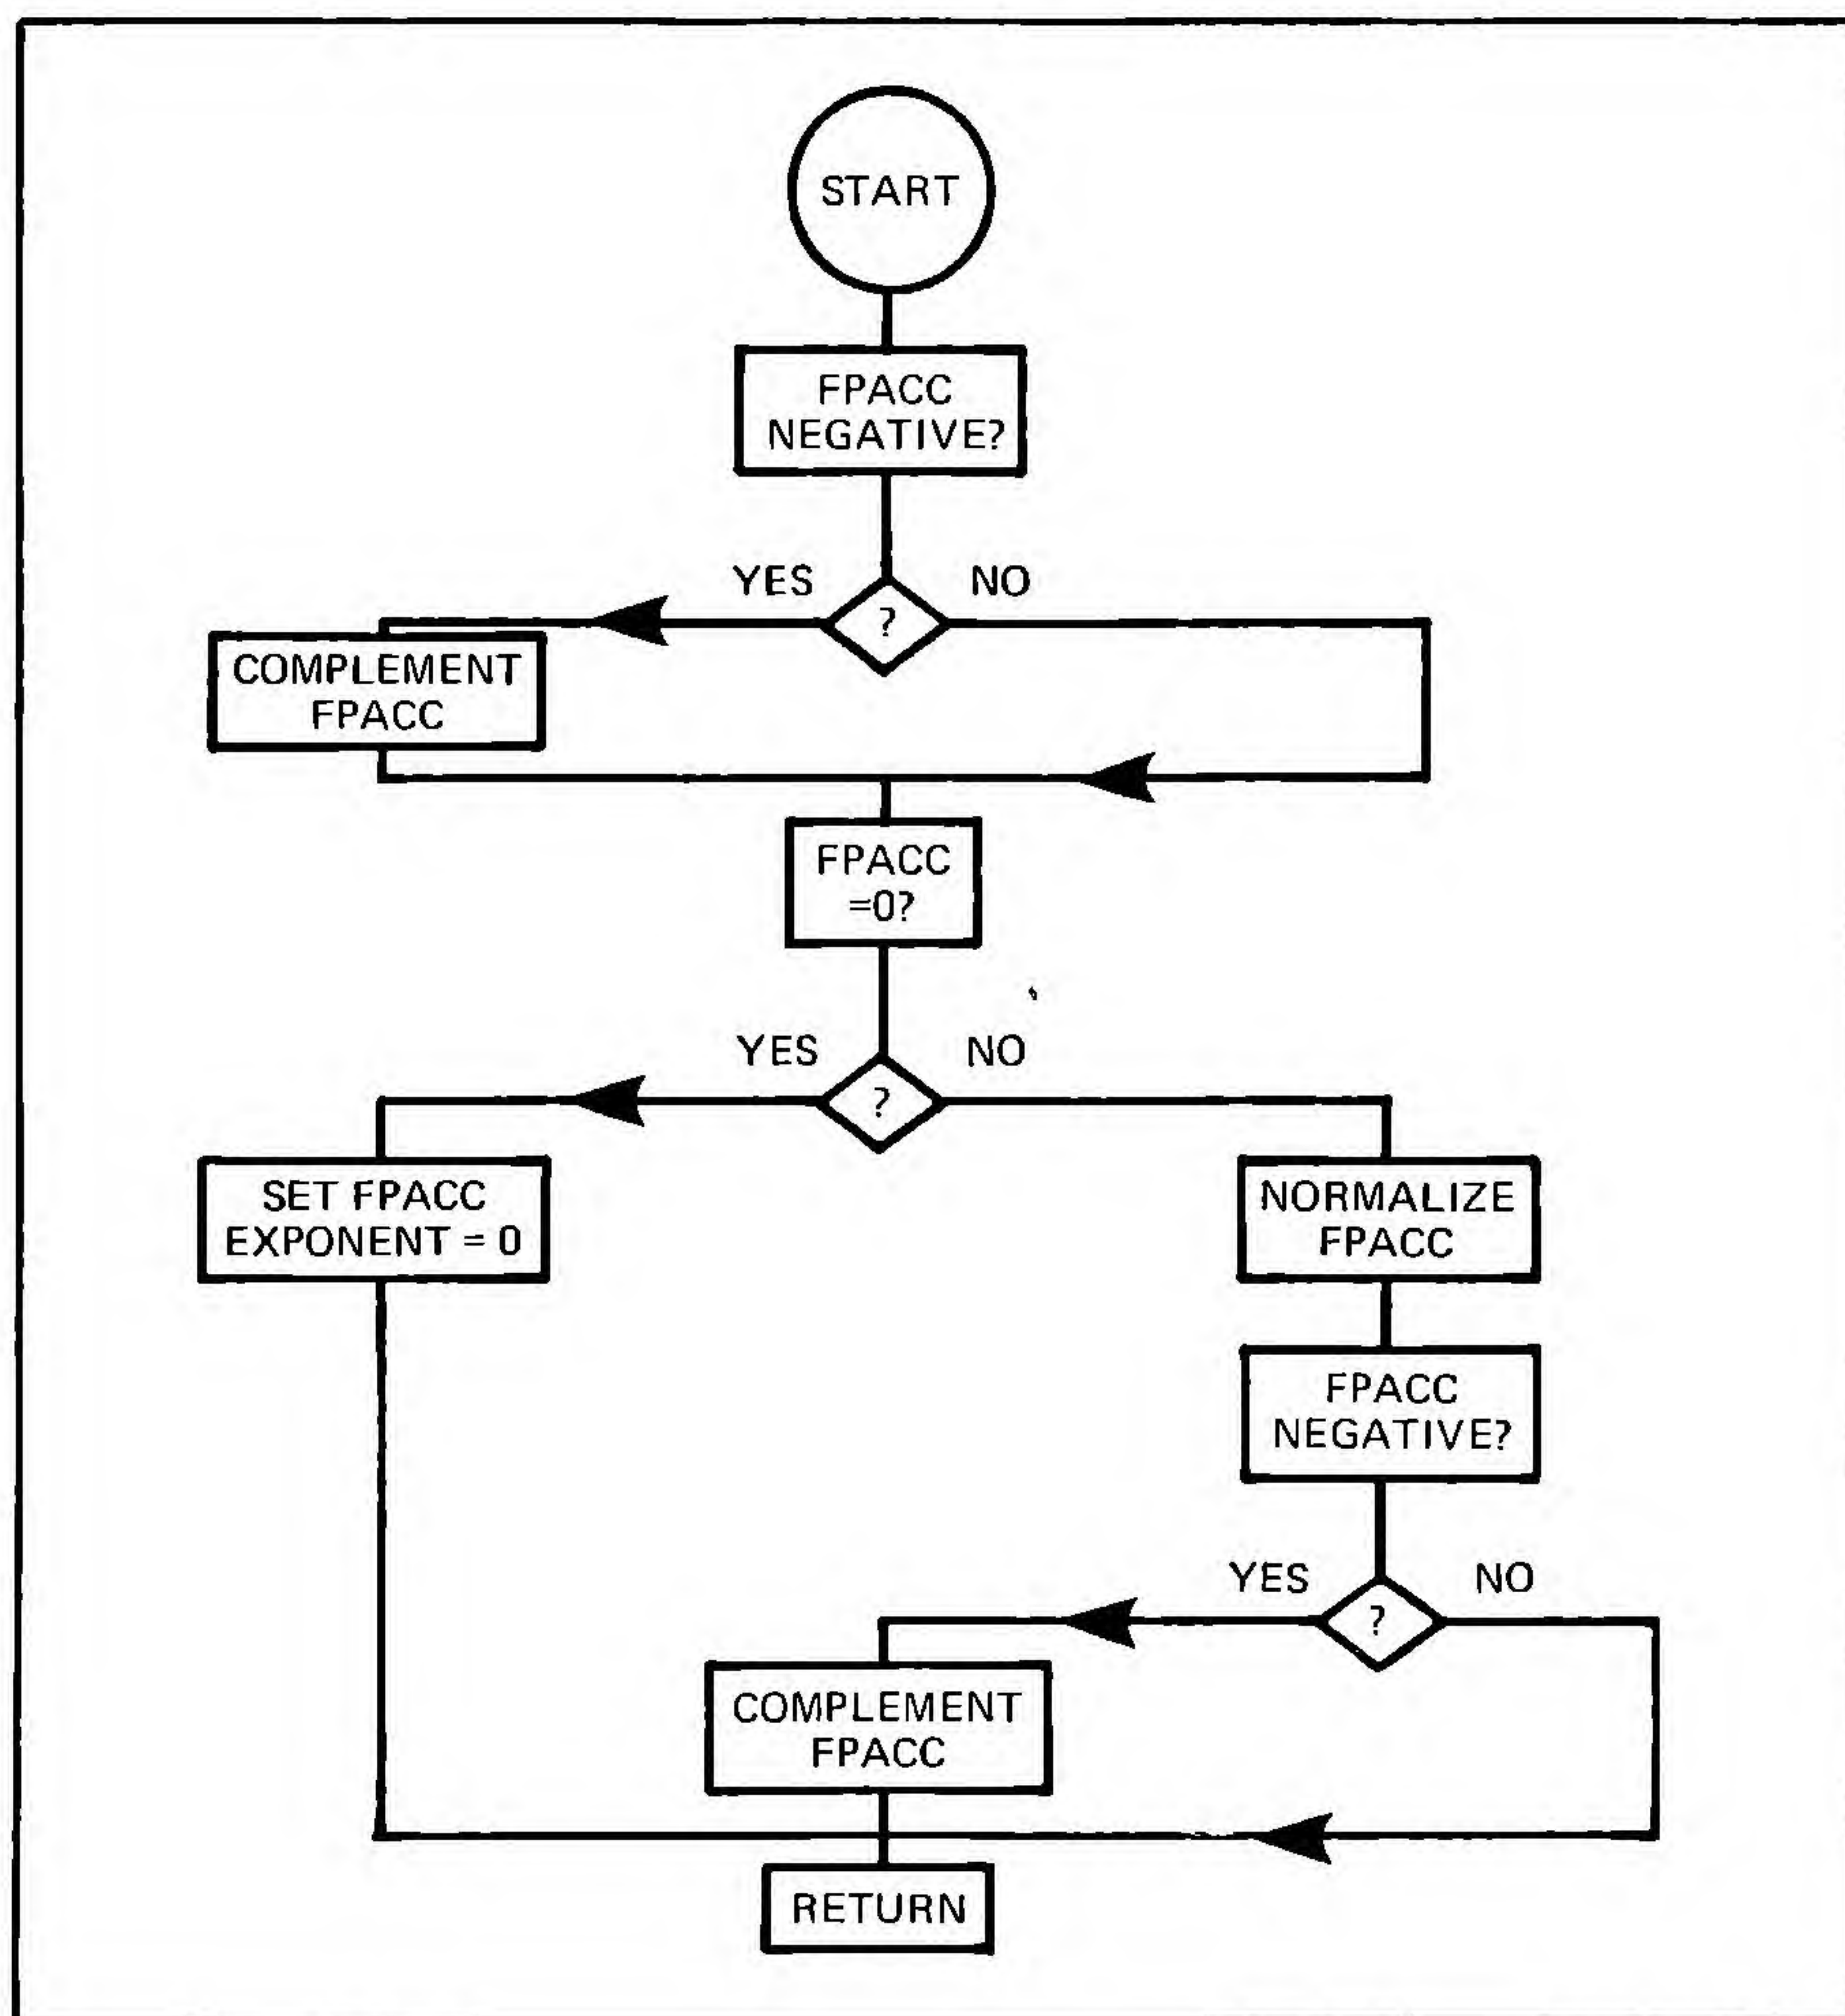 START
FPACC
NEGATIVE?
YES
NO
?
COMPLEMENT
FPACC
FPACC
=0?
YES
NO
?
SET FPACC
EXPONENT = 0
NORMALIZE
FPACC
FPACC
NEGATIVE?
YES
NO
?
COMPLEMENT
FPACC
RETURN